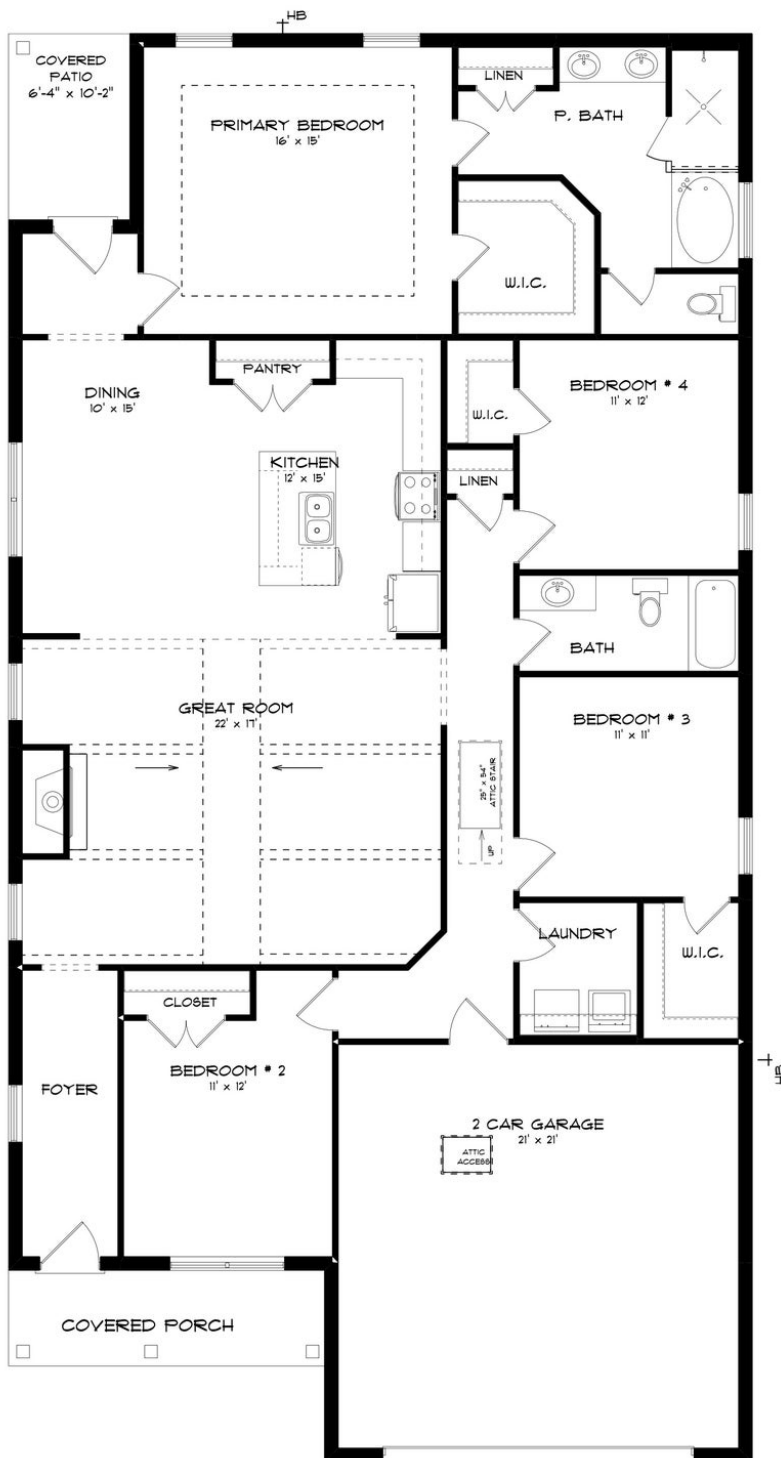 HB
COVERED
PATIO
6'-4" x 10'-2"
PRIMARY BEDROOM
16' x 15'
LINEN
P. BATH
W.I.C.
DINING
10' x 15'
PANTRY
KITCHEN
12' x 15'
W.I.C.
BEDROOM # 4
11' x 12'
LINEN
BATH
GREAT ROOM
22' x 17'
BEDROOM # 3
11' x 11'
25" x 54"
ATTIC STAIR
UP
LAUNDRY
W.I.C.
CLOSET
BEDROOM # 2
11' x 12'
FOYER
HB
2 CAR GARAGE
21' x 21'
ATTIC
ACCESS
COVERED PORCH